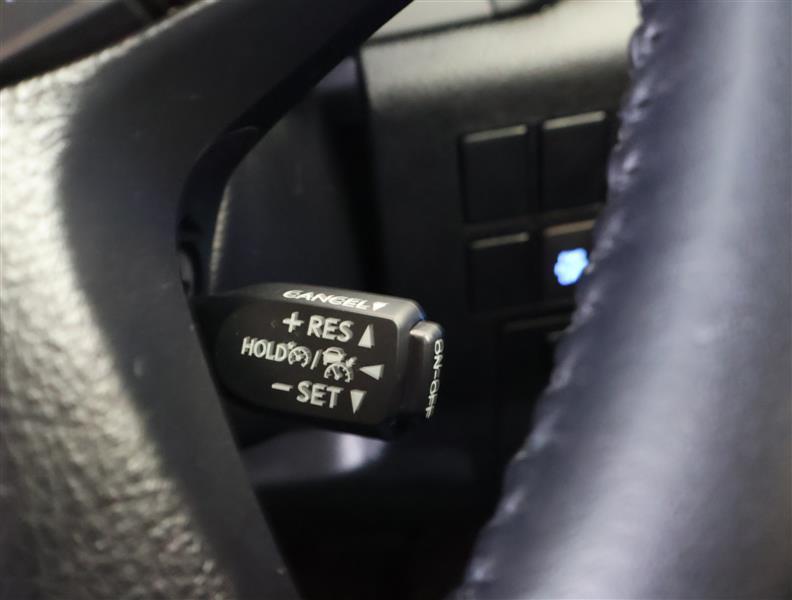 CANCEL▼
+RES▲
HOLD / ◀
−SET▼
ON-OFF